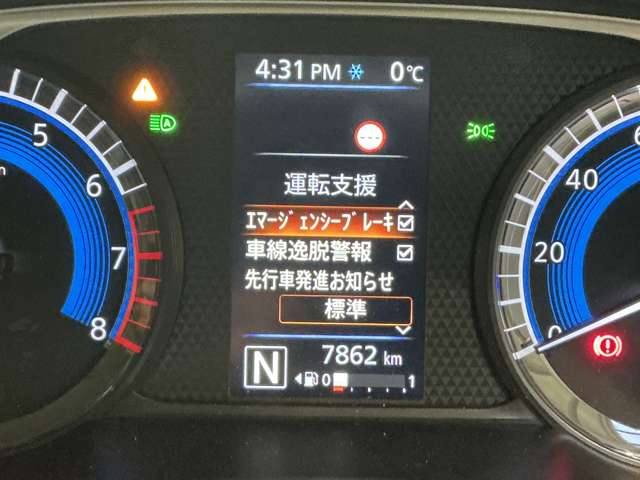 4:31 PM 0℃
運転支援
エマージェンシーブレーキ
車線逸脱警報
先行車発進お知らせ
標準
N
7862 km
0 1
5
6
7
8
40
20
0